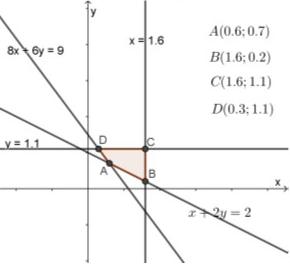 y
x = 1.6
A(0.6; 0.7)
8x + 6y = 9
B(1.6; 0.2)
C(1.6; 1.1)
D(0.3; 1.1)
y = 1.1
D
C
A
B
x
x + 2y = 2